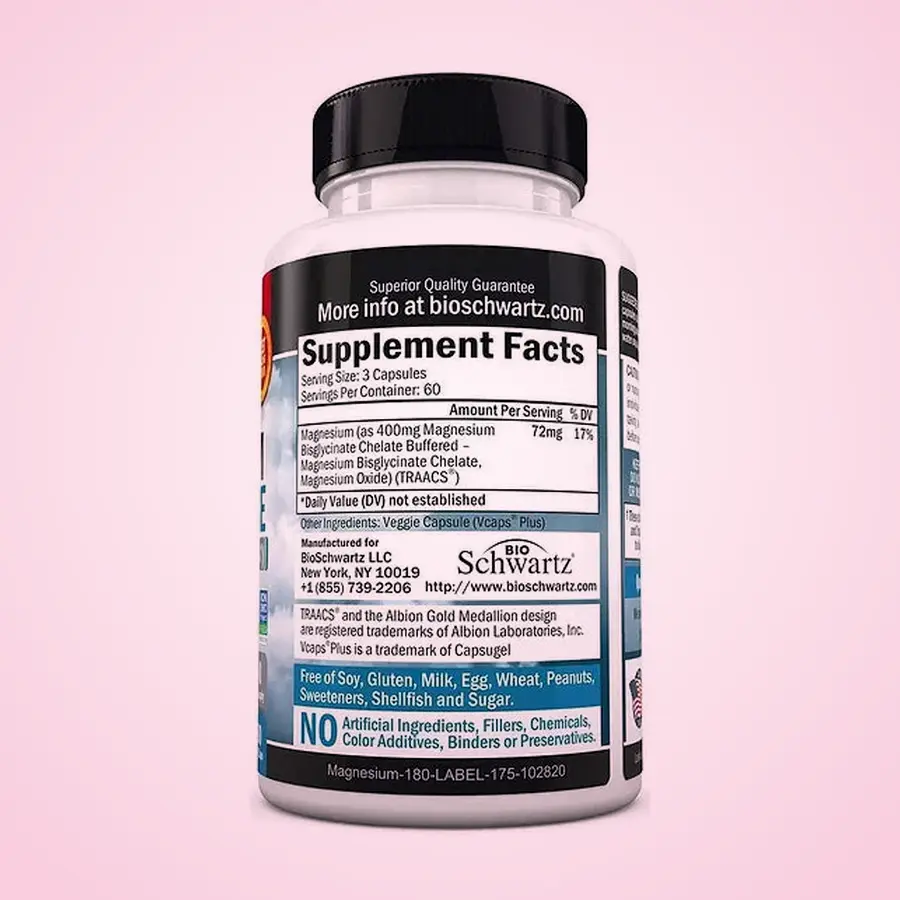 Superior Quality Guarantee
More info at bioschwartz.com
Supplement Facts
Serving Size: 3 Capsules
Servings Per Container: 60
Amount Per Serving % DV
Magnesium (as 400mg Magnesium 72mg 17%
Bisglycinate Chelate Buffered –
Magnesium Bisglycinate Chelate,
Magnesium Oxide) (TRAACS®)
*Daily Value (DV) not established
Other Ingredients: Veggie Capsule (Vcaps® Plus)
Manufactured for
BioSchwartz LLC
New York, NY 10019
+1 (855) 739-2206
BIO
Schwartz®
http://www.bioschwartz.com
TRAACS® and the Albion Gold Medallion design
are registered trademarks of Albion Laboratories, Inc.
Vcaps® Plus is a trademark of Capsugel
Free of Soy, Gluten, Milk, Egg, Wheat, Peanuts,
Sweeteners, Shellfish and Sugar.
NO Artificial Ingredients, Fillers, Chemicals,
Color Additives, Binders or Preservatives.
Magnesium-180-LABEL-175-102820